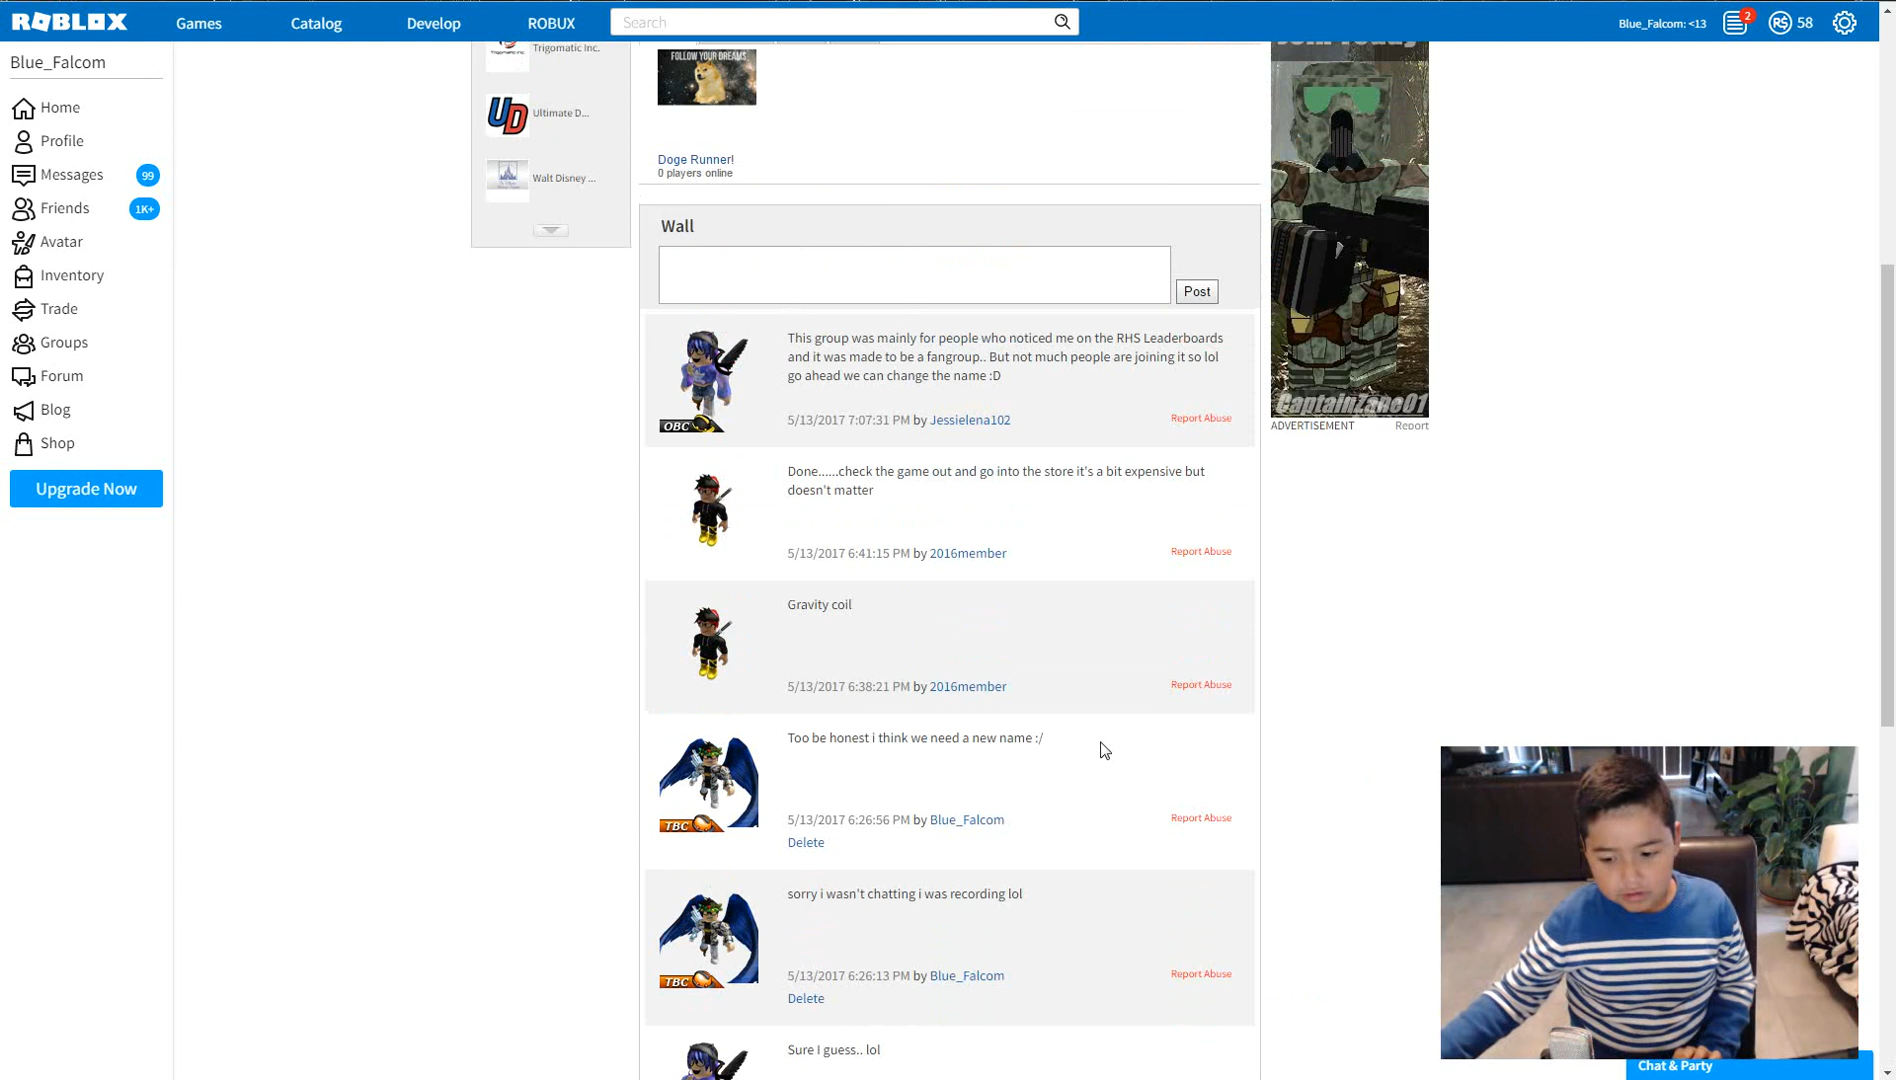 ROBLOX
Games
Catalog
Develop
ROBUX
Search
Blue_Falcom: <13
2
R$ 58
Blue_Falcom
Home
Profile
Messages 99
Friends 1K+
Avatar
Inventory
Trade
Groups
Forum
Blog
Shop
Upgrade Now
Trigomatic Inc.
UD
Ultimate D...
Walt Disney ...
FOLLOW YOUR DREAMS
Doge Runner!
0 players online
Wall
Post
This group was mainly for people who noticed me on the RHS Leaderboards
and it was made to be a fangroup.. But not much people are joining it so lol
go ahead we can change the name :D
OBC
5/13/2017 7:07:31 PM by Jessielena102
Report Abuse
Done......check the game out and go into the store it's a bit expensive but
doesn't matter
5/13/2017 6:41:15 PM by 2016member
Report Abuse
Gravity coil
5/13/2017 6:38:21 PM by 2016member
Report Abuse
Too be honest i think we need a new name :/
TBC
5/13/2017 6:26:56 PM by Blue_Falcom
Report Abuse
Delete
sorry i wasn't chatting i was recording lol
TBC
5/13/2017 6:26:13 PM by Blue_Falcom
Report Abuse
Delete
Sure I guess.. lol
Join Today
CaptainZane01
ADVERTISEMENT
Report
Chat & Party